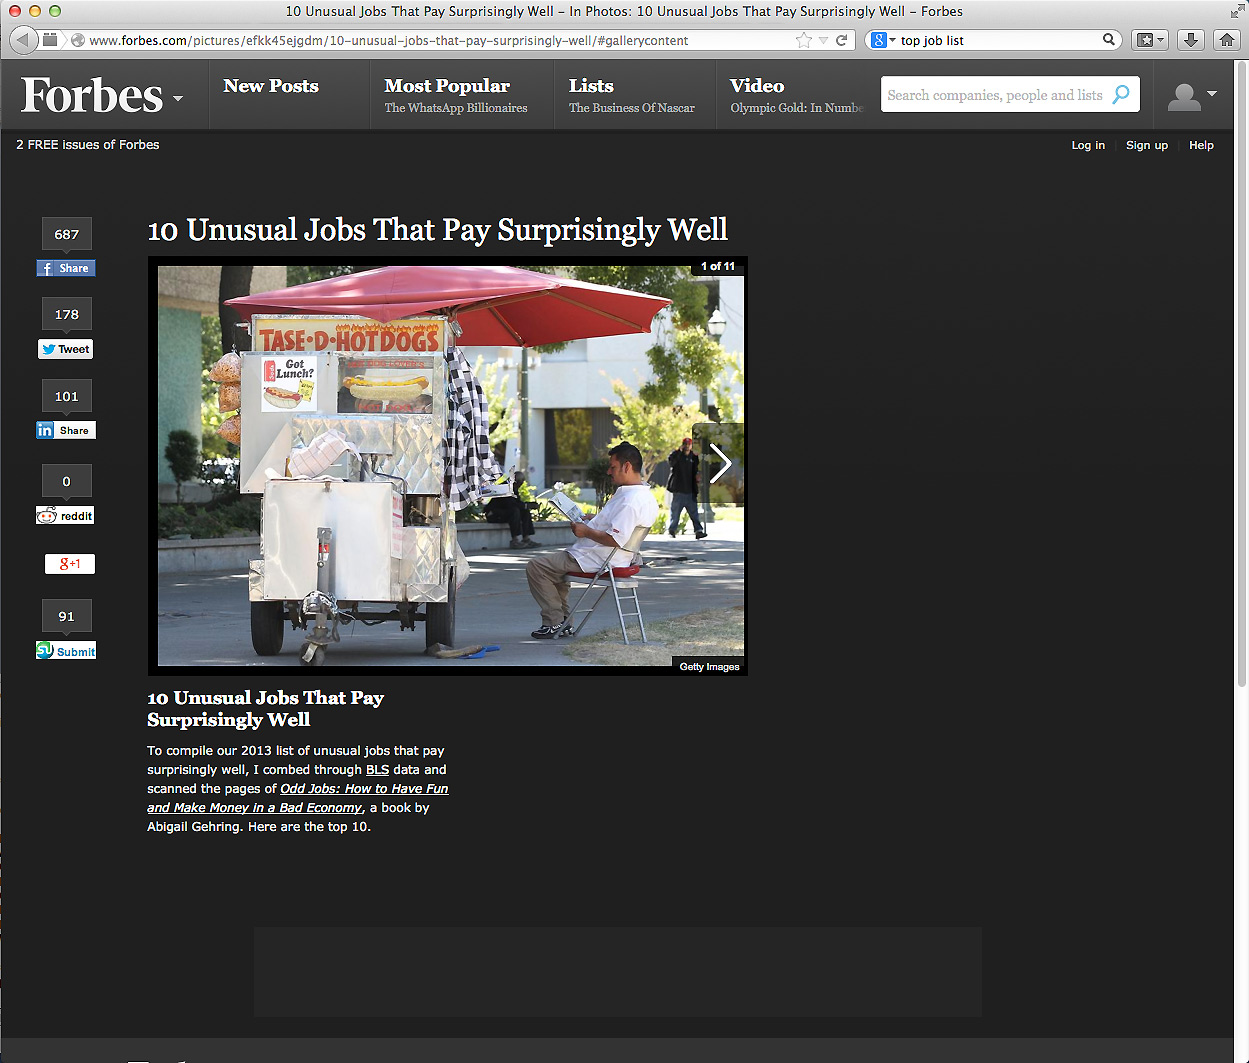 10 Unusual Jobs That Pay Surprisingly Well – In Photos: 10 Unusual Jobs That Pay Surprisingly Well – Forbes
www.forbes.com/pictures/efkk45ejgdm/10-unusual-jobs-that-pay-surprisingly-well/#gallerycontent
8 top job list
Forbes
New Posts
Most Popular
The WhatsApp Billionaires
Lists
The Business Of Nascar
Video
Olympic Gold: In Numbe
Search companies, people and lists
2 FREE issues of Forbes
Log in
Sign up
Help
687
f Share
178
Tweet
101
in Share
0
reddit
g+1
91
Submit
10 Unusual Jobs That Pay Surprisingly Well
1 of 11
TASE·D·HOTDOGS
Got
Lunch?
Getty Images
10 Unusual Jobs That Pay
Surprisingly Well
To compile our 2013 list of unusual jobs that pay
surprisingly well, I combed through BLS data and
scanned the pages of Odd Jobs: How to Have Fun
and Make Money in a Bad Economy, a book by
Abigail Gehring. Here are the top 10.